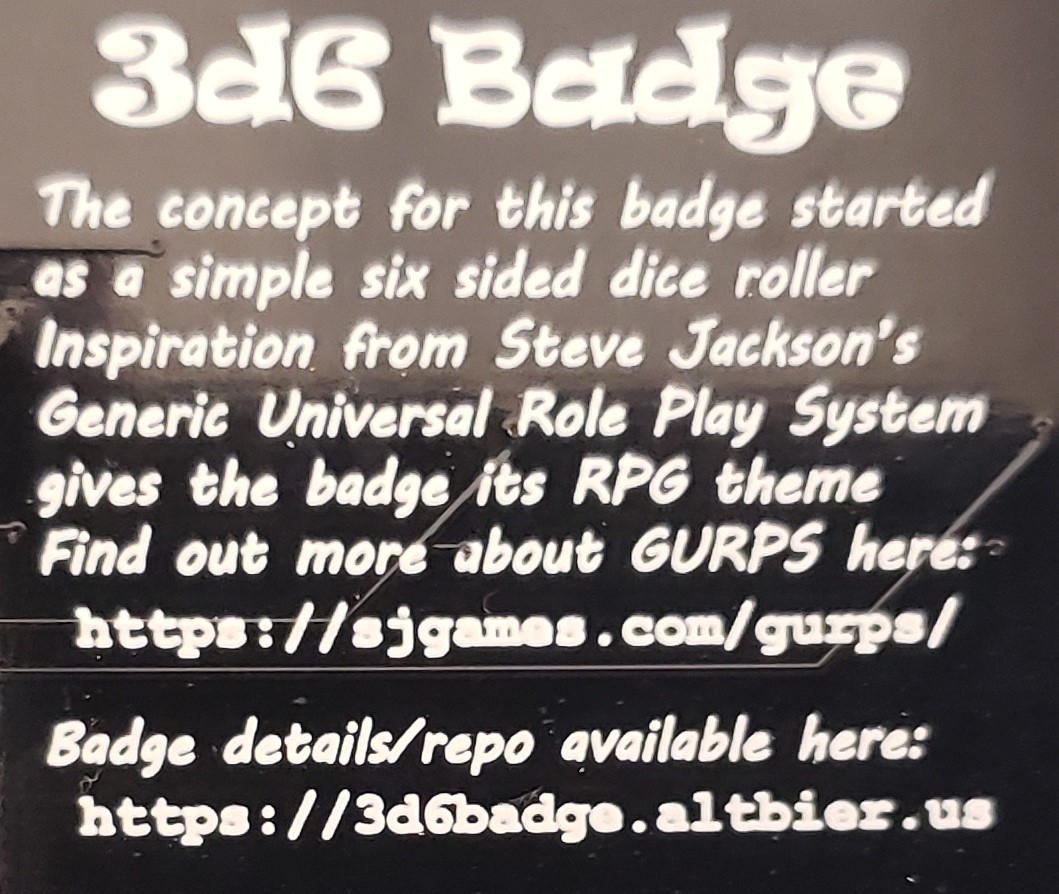 3d6 Badge
The concept for this badge started
as a simple six sided dice roller
Inspiration from Steve Jackson's
Generic Universal Role Play System
gives the badge its RPG theme
Find out more about GURPS here:
https://sjgames.com/gurps/
Badge details/repo available here:
https://3d6badge.altbier.us